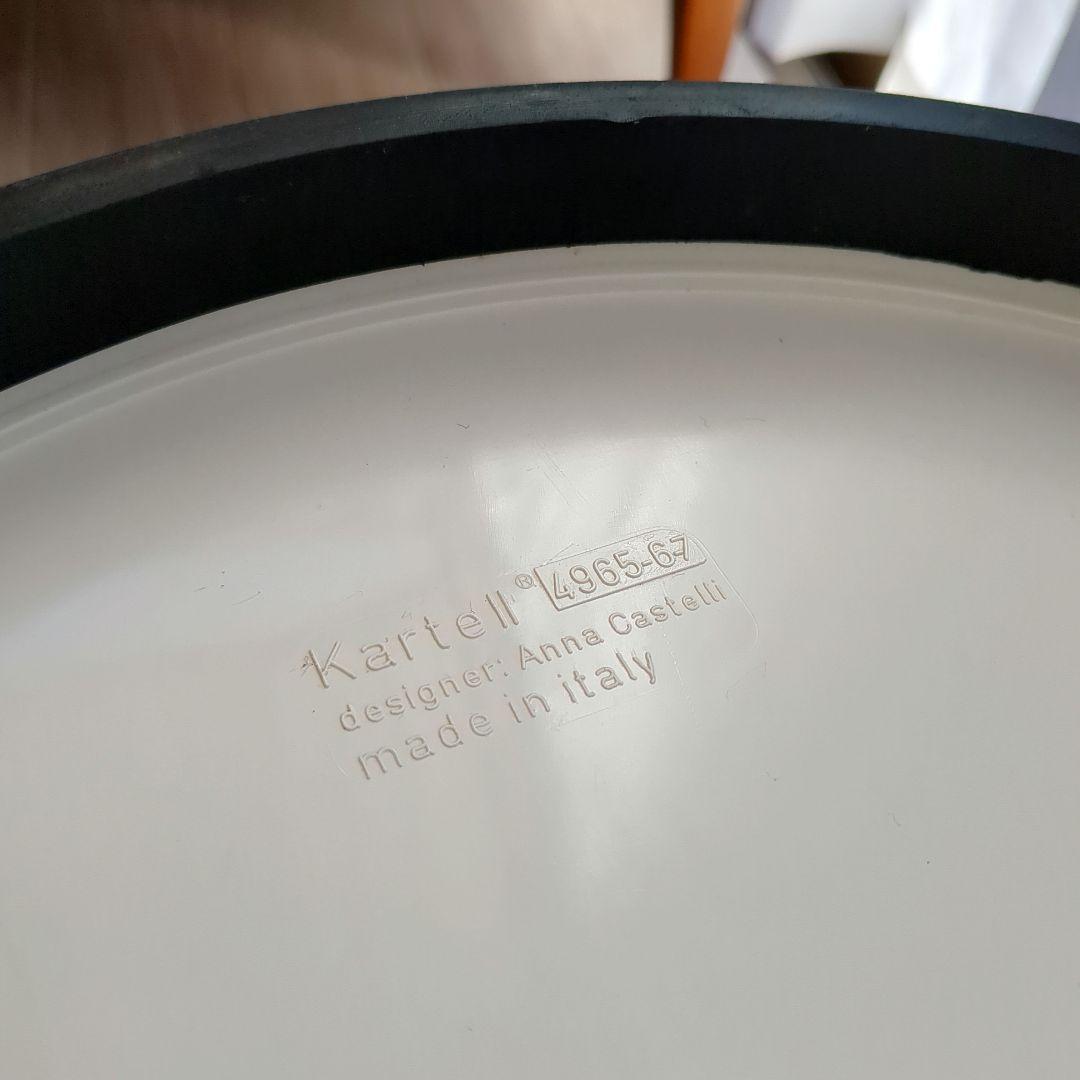 Kartell® 4965-67
designer: Anna Castelli
made in italy